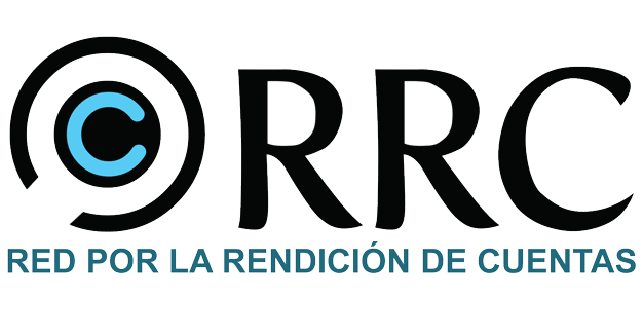 C RRC
RED POR LA RENDICIÓN DE CUENTAS